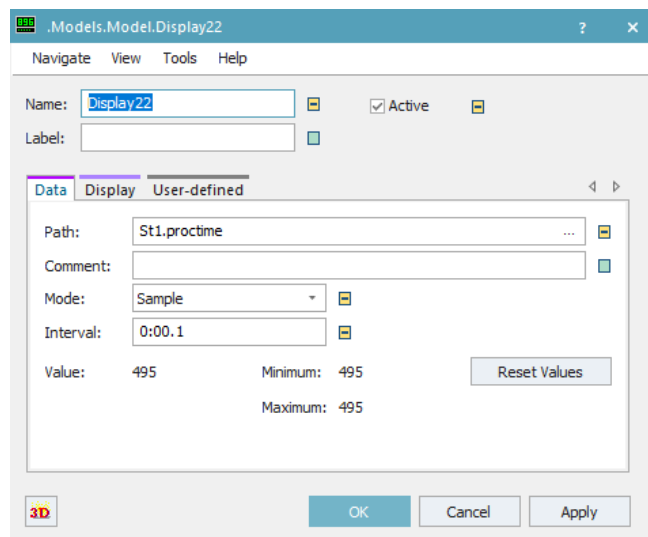 .Models.Model.Display22 ? ×
Navigate View Tools Help
Name: Display22 Active
Label:
Data Display User-defined
Path: St1.proctime ...
Comment:
Mode: Sample
Interval: 0:00.1
Value: 495 Minimum: 495 Reset Values
Maximum: 495
3D OK Cancel Apply